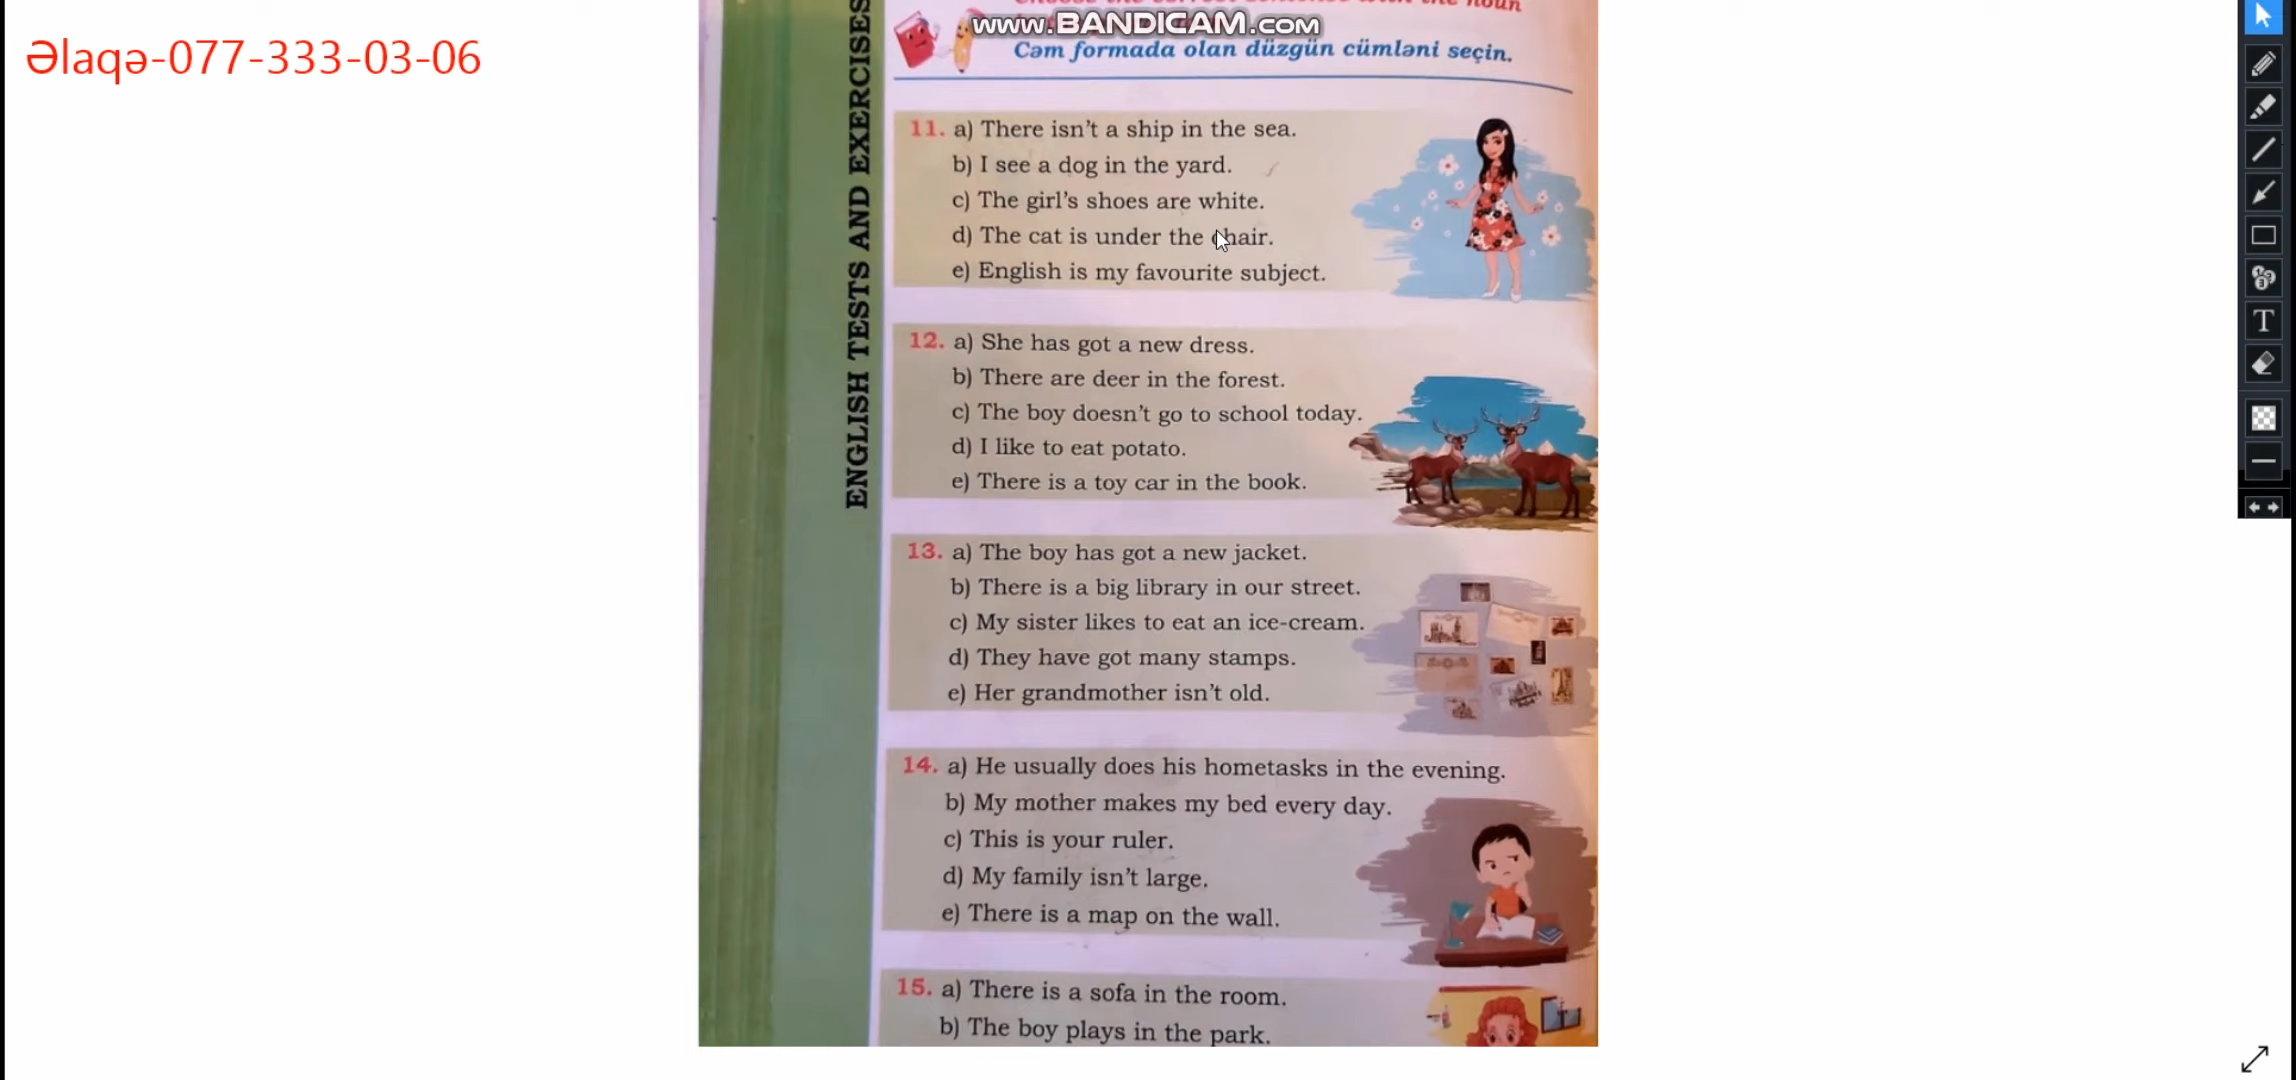 Əlaqə-077-333-03-06
www.BANDICAM.com
noun
Cəm formada olan düzgün cümləni seçin.
ENGLISH TESTS AND EXERCISES
11. a) There isn't a ship in the sea.
b) I see a dog in the yard.
c) The girl's shoes are white.
d) The cat is under the chair.
e) English is my favourite subject.
12. a) She has got a new dress.
b) There are deer in the forest.
c) The boy doesn't go to school today.
d) I like to eat potato.
e) There is a toy car in the book.
13. a) The boy has got a new jacket.
b) There is a big library in our street.
c) My sister likes to eat an ice-cream.
d) They have got many stamps.
e) Her grandmother isn't old.
14. a) He usually does his hometasks in the evening.
b) My mother makes my bed every day.
c) This is your ruler.
d) My family isn't large.
e) There is a map on the wall.
15. a) There is a sofa in the room.
b) The boy plays in the park.